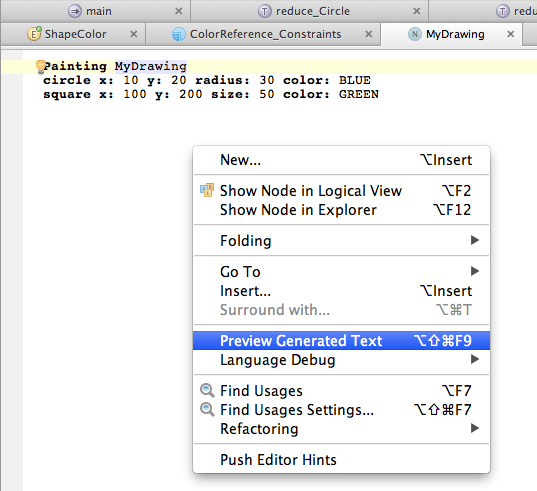 main
reduce_Circle
redu
ShapeColor
ColorReference_Constraints
MyDrawing
Painting MyDrawing
circle x: 10 y: 20 radius: 30 color: BLUE
square x: 100 y: 200 size: 50 color: GREEN
New... ⌥Insert
Show Node in Logical View ⌥F2
Show Node in Explorer ⌥F12
Folding
Go To
Insert... ⌥Insert
Surround with... ⌥⌘T
Preview Generated Text ⌥⇧⌘F9
Language Debug
Find Usages ⌥F7
Find Usages Settings... ⌥⇧⌘F7
Refactoring
Push Editor Hints